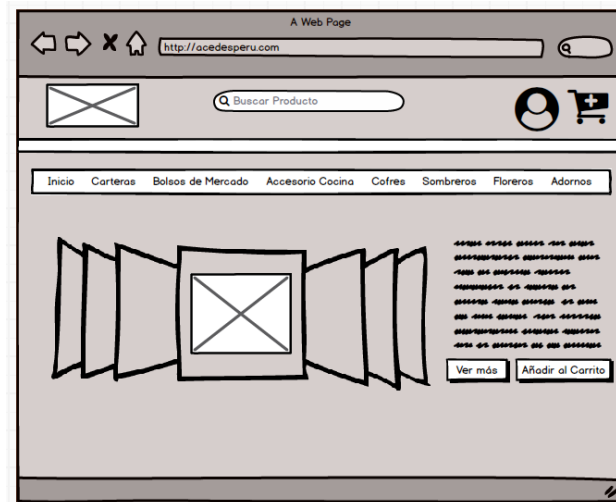 A Web Page
http://acedesperu.com
Buscar Producto
Inicio Carteras Bolsos de Mercado Accesorio Cocina Cofres Sombreros Floreros Adornos
Ver más Añadir al Carrito